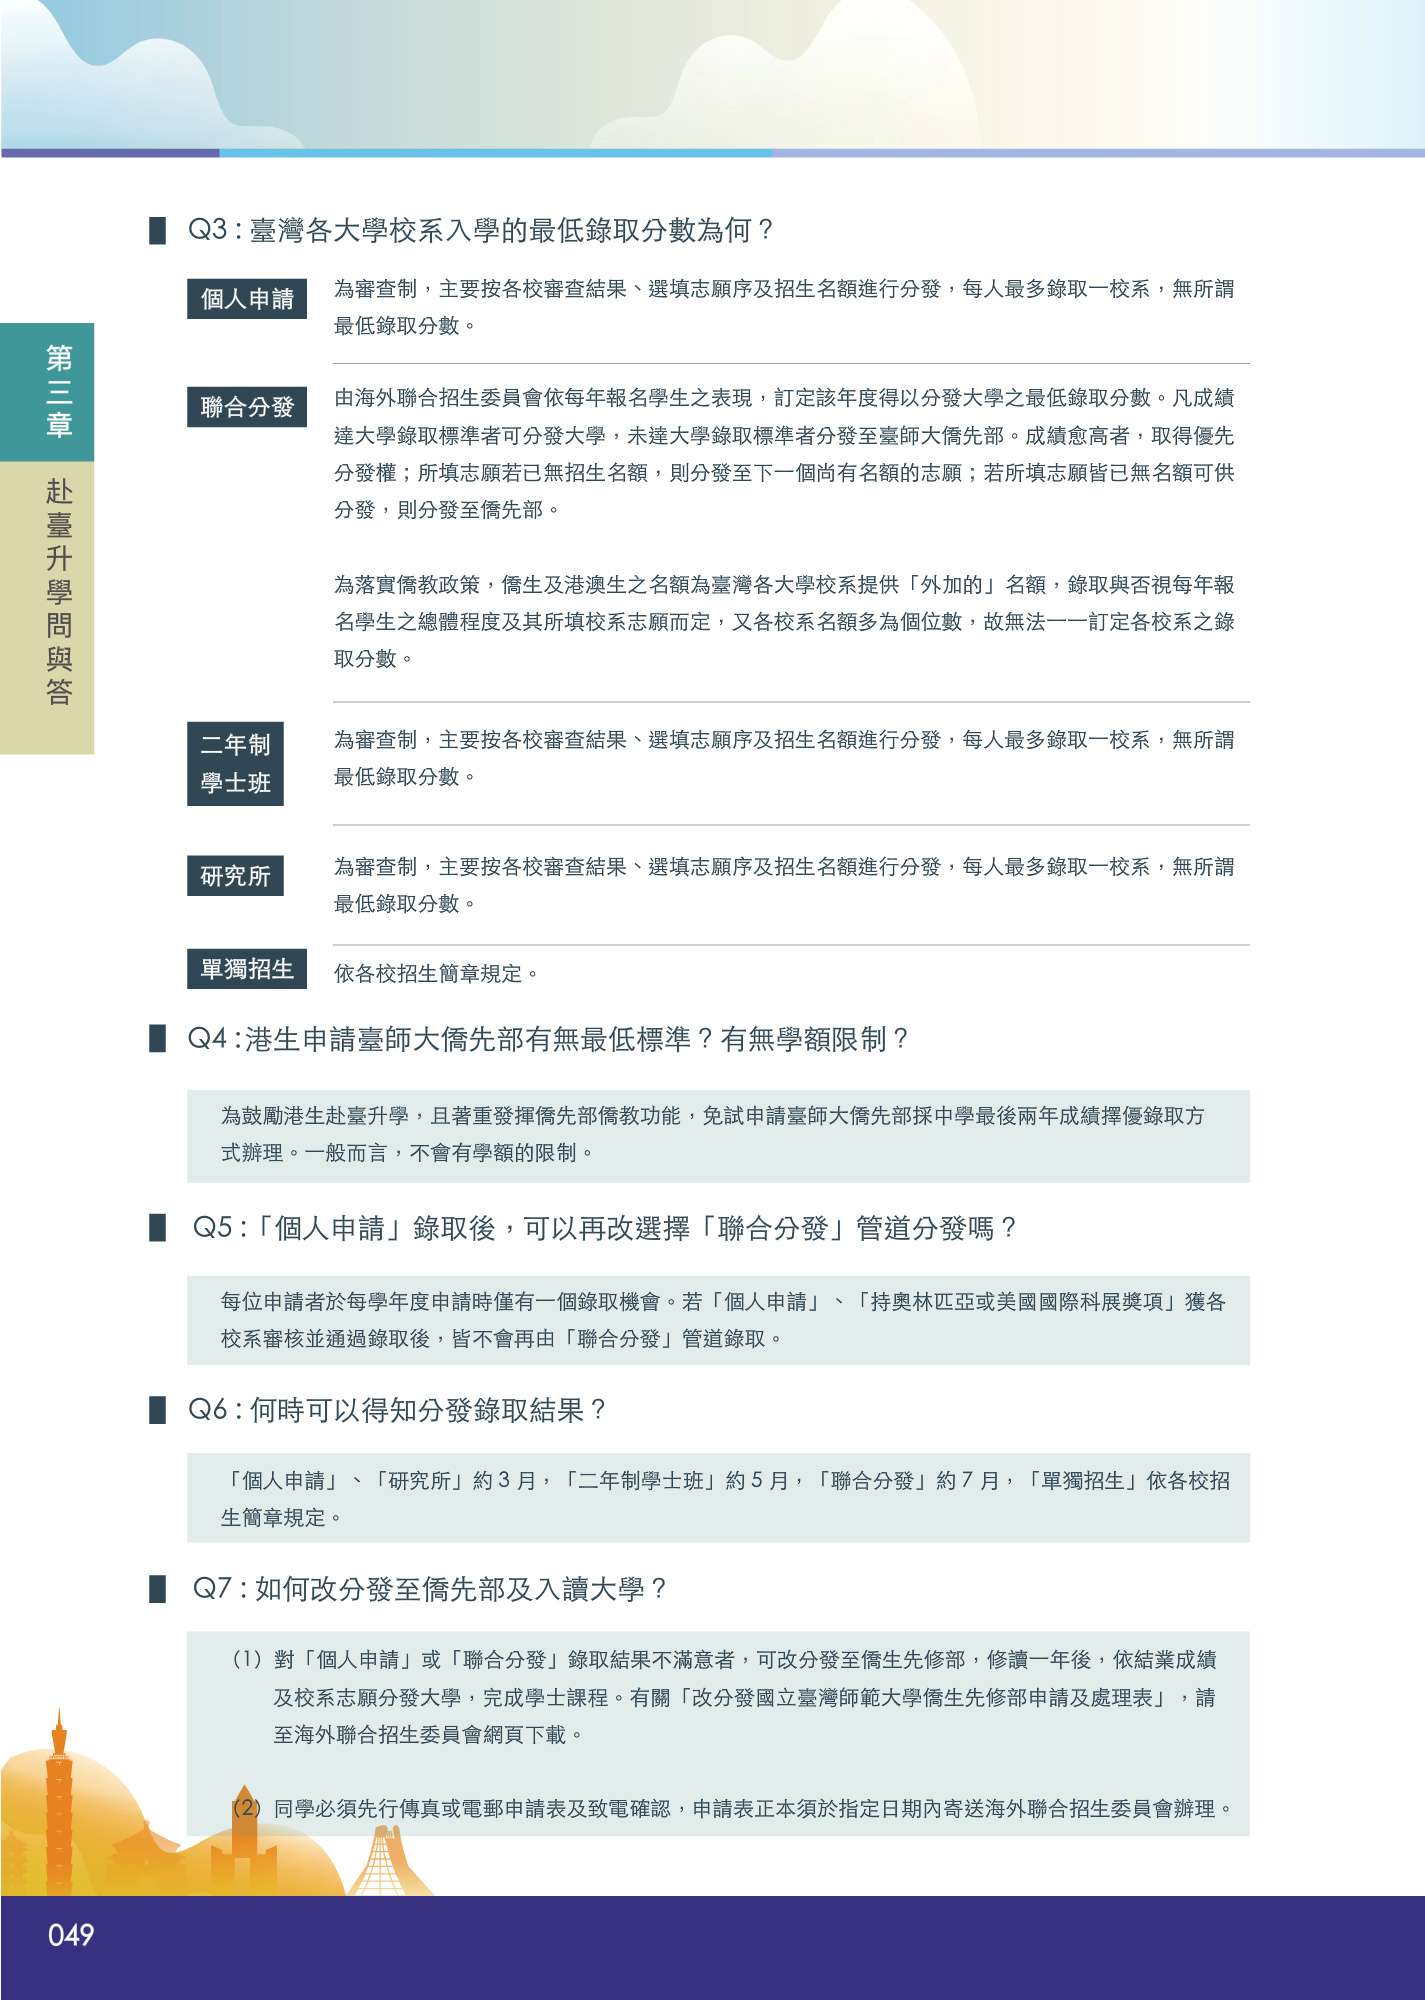 第三章
赴臺升學問與答
Q3：臺灣各大學校系入學的最低錄取分數為何？
個人申請
為審查制，主要按各校審查結果、選填志願序及招生名額進行分發，每人最多錄取一校系，無所謂
最低錄取分數。
聯合分發
由海外聯合招生委員會依每年報名學生之表現，訂定該年度得以分發大學之最低錄取分數。凡成績
達大學錄取標準者可分發大學，未達大學錄取標準者分發至臺師大僑先部。成績愈高者，取得優先
分發權；所填志願若已無招生名額，則分發至下一個尚有名額的志願；若所填志願皆已無名額可供
分發，則分發至僑先部。
為落實僑教政策，僑生及港澳生之名額為臺灣各大學校系提供「外加的」名額，錄取與否視每年報
名學生之總體程度及其所填校系志願而定，又各校系名額多為個位數，故無法一一訂定各校系之錄
取分數。
二年制
學士班
為審查制，主要按各校審查結果、選填志願序及招生名額進行分發，每人最多錄取一校系，無所謂
最低錄取分數。
研究所
為審查制，主要按各校審查結果、選填志願序及招生名額進行分發，每人最多錄取一校系，無所謂
最低錄取分數。
單獨招生
依各校招生簡章規定。
Q4：港生申請臺師大僑先部有無最低標準？有無學額限制？
為鼓勵港生赴臺升學，且著重發揮僑先部僑教功能，免試申請臺師大僑先部採中學最後兩年成績擇優錄取方
式辦理。一般而言，不會有學額的限制。
Q5：「個人申請」錄取後，可以再改選擇「聯合分發」管道分發嗎？
每位申請者於每學年度申請時僅有一個錄取機會。若「個人申請」、「持奧林匹亞或美國國際科展獎項」獲各
校系審核並通過錄取後，皆不會再由「聯合分發」管道錄取。
Q6：何時可以得知分發錄取結果？
「個人申請」、「研究所」約 3 月，「二年制學士班」約 5 月，「聯合分發」約 7 月，「單獨招生」依各校招
生簡章規定。
Q7：如何改分發至僑先部及入讀大學？
（1）對「個人申請」或「聯合分發」錄取結果不滿意者，可改分發至僑生先修部，修讀一年後，依結業成績
及校系志願分發大學，完成學士課程。有關「改分發國立臺灣師範大學僑生先修部申請及處理表」，請
至海外聯合招生委員會網頁下載。
（2）同學必須先行傳真或電郵申請表及致電確認，申請表正本須於指定日期內寄送海外聯合招生委員會辦理。
049